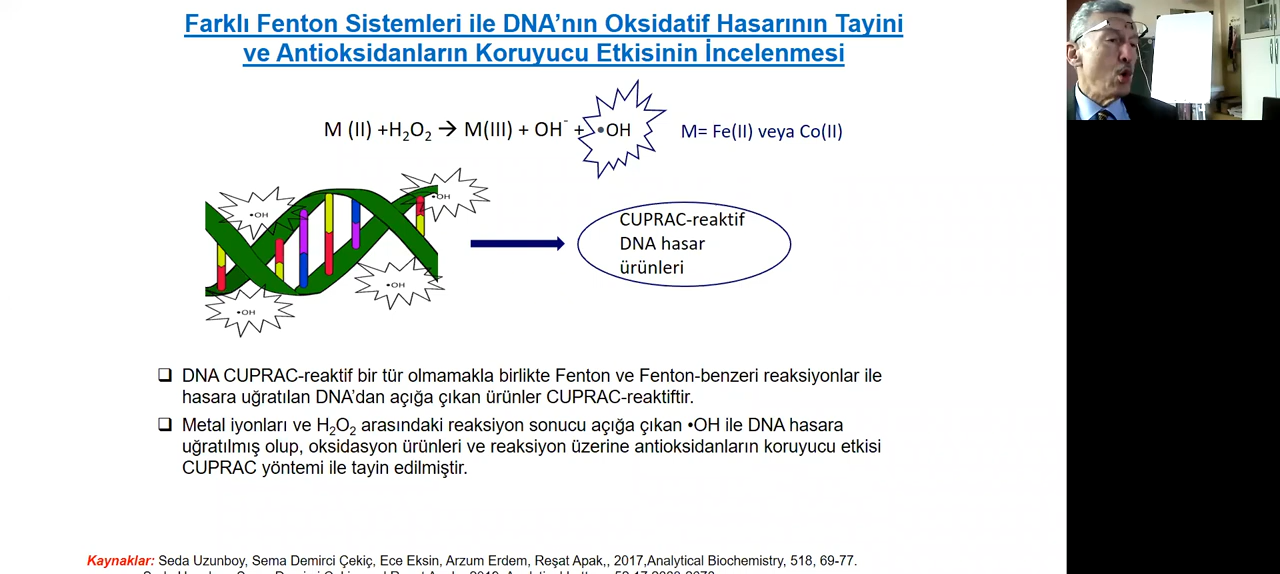 Farklı Fenton Sistemleri ile DNA’nın Oksidatif Hasarının Tayini
ve Antioksidanların Koruyucu Etkisinin İncelenmesi
M (II) +H₂O₂ → M(III) + OH⁻ + •OH
M= Fe(II) veya Co(II)
•OH
•OH
•OH
•OH
CUPRAC-reaktif
DNA hasar
ürünleri
❑ DNA CUPRAC-reaktif bir tür olmamakla birlikte Fenton ve Fenton-benzeri reaksiyonlar ile
hasara uğratılan DNA’dan açığa çıkan ürünler CUPRAC-reaktiftir.
❑ Metal iyonları ve H₂O₂ arasındaki reaksiyon sonucu açığa çıkan •OH ile DNA hasara
uğratılmış olup, oksidasyon ürünleri ve reaksiyon üzerine antioksidanların koruyucu etkisi
CUPRAC yöntemi ile tayin edilmiştir.
Kaynaklar: Seda Uzunboy, Sema Demirci Çekiç, Ece Eksin, Arzum Erdem, Reşat Apak,, 2017,Analytical Biochemistry, 518, 69-77.